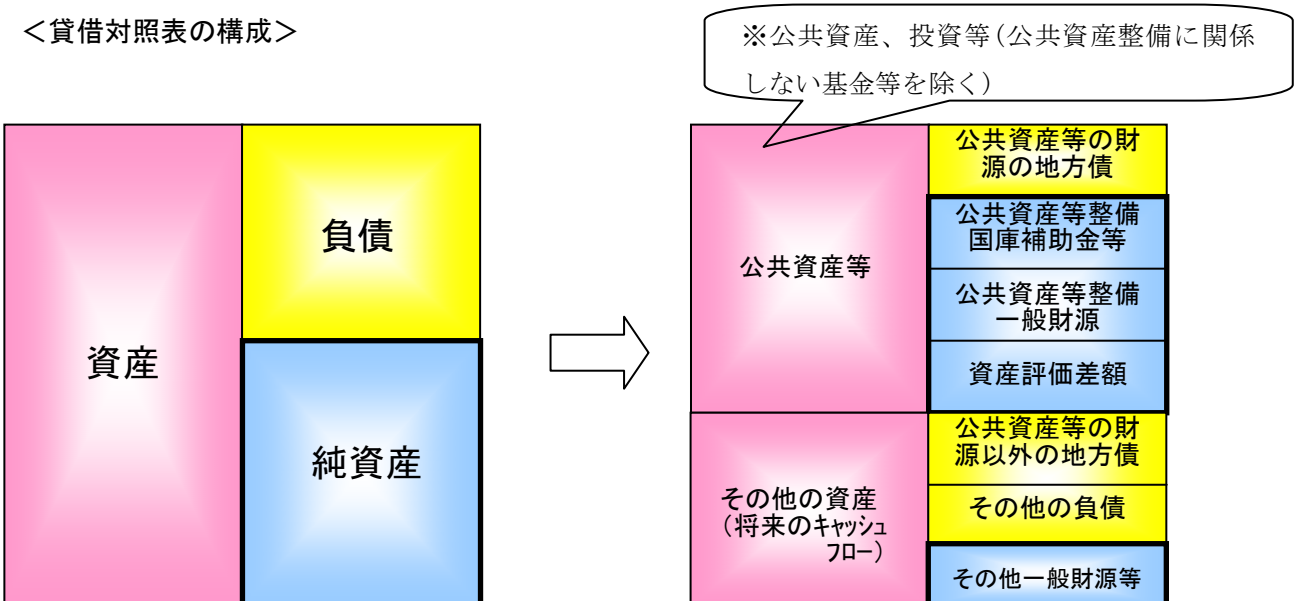 ＜貸借対照表の構成＞
※公共資産、投資等(公共資産整備に関係
しない基金等を除く)
資産
負債
純資産
公共資産等
公共資産等の財
源の地方債
公共資産等整備
国庫補助金等
公共資産等整備
一般財源
資産評価差額
その他の資産
（将来のｷｬｯｼｭ
ﾌﾛｰ）
公共資産等の財
源以外の地方債
その他の負債
その他一般財源等